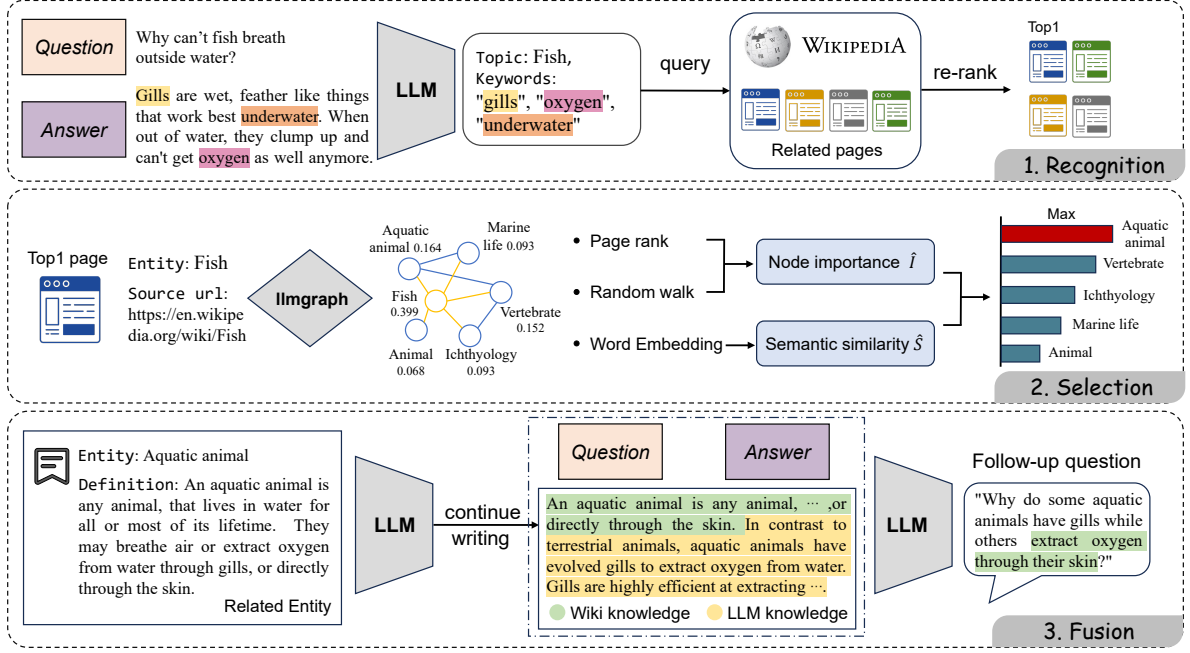 Question
Why can't fish breath
outside water?
Answer
Gills are wet, feather like things
that work best underwater. When
out of water, they clump up and
can't get oxygen as well anymore.
LLM
Topic: Fish,
Keywords:
"gills", "oxygen",
"underwater"
query
WIKIPEDIA
Related pages
re-rank
Top1
1. Recognition
Top1 page
Entity: Fish
Source url:
https://en.wikipe
dia.org/wiki/Fish
llmgraph
Aquatic
animal 0.164
Marine
life 0.093
Fish
0.399
Vertebrate
0.152
Animal
0.068
Ichthyology
0.093
• Page rank
• Random walk
• Word Embedding
Node importance Î
Semantic similarity Ŝ
Max
Aquatic
animal
Vertebrate
Ichthyology
Marine life
Animal
2. Selection
Entity: Aquatic animal
Definition: An aquatic animal is
any animal, that lives in water for
all or most of its lifetime. They
may breathe air or extract oxygen
from water through gills, or directly
through the skin.
Related Entity
LLM
continue
writing
Question
Answer
An aquatic animal is any animal, ··· ,or
directly through the skin. In contrast to
terrestrial animals, aquatic animals have
evolved gills to extract oxygen from water.
Gills are highly efficient at extracting ···.
Wiki knowledge
LLM knowledge
LLM
Follow-up question
"Why do some aquatic
animals have gills while
others extract oxygen
through their skin?"
3. Fusion